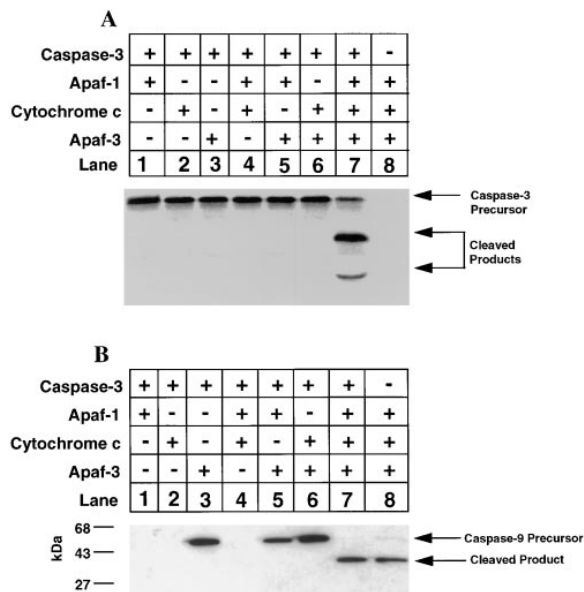 A
Caspase-3 + + + + + + + -
Apaf-1 + - - + + - + +
Cytochrome c - + - + - + + +
Apaf-3 - - + - + + + +
Lane 1 2 3 4 5 6 7 8
Caspase-3
Precursor
Cleaved
Products
B
Caspase-3 + + + + + + + -
Apaf-1 + - - + + - + +
Cytochrome c - + - + - + + +
Apaf-3 - - + - + + + +
Lane 1 2 3 4 5 6 7 8
kDa
68
43
27
Caspase-9 Precursor
Cleaved Product